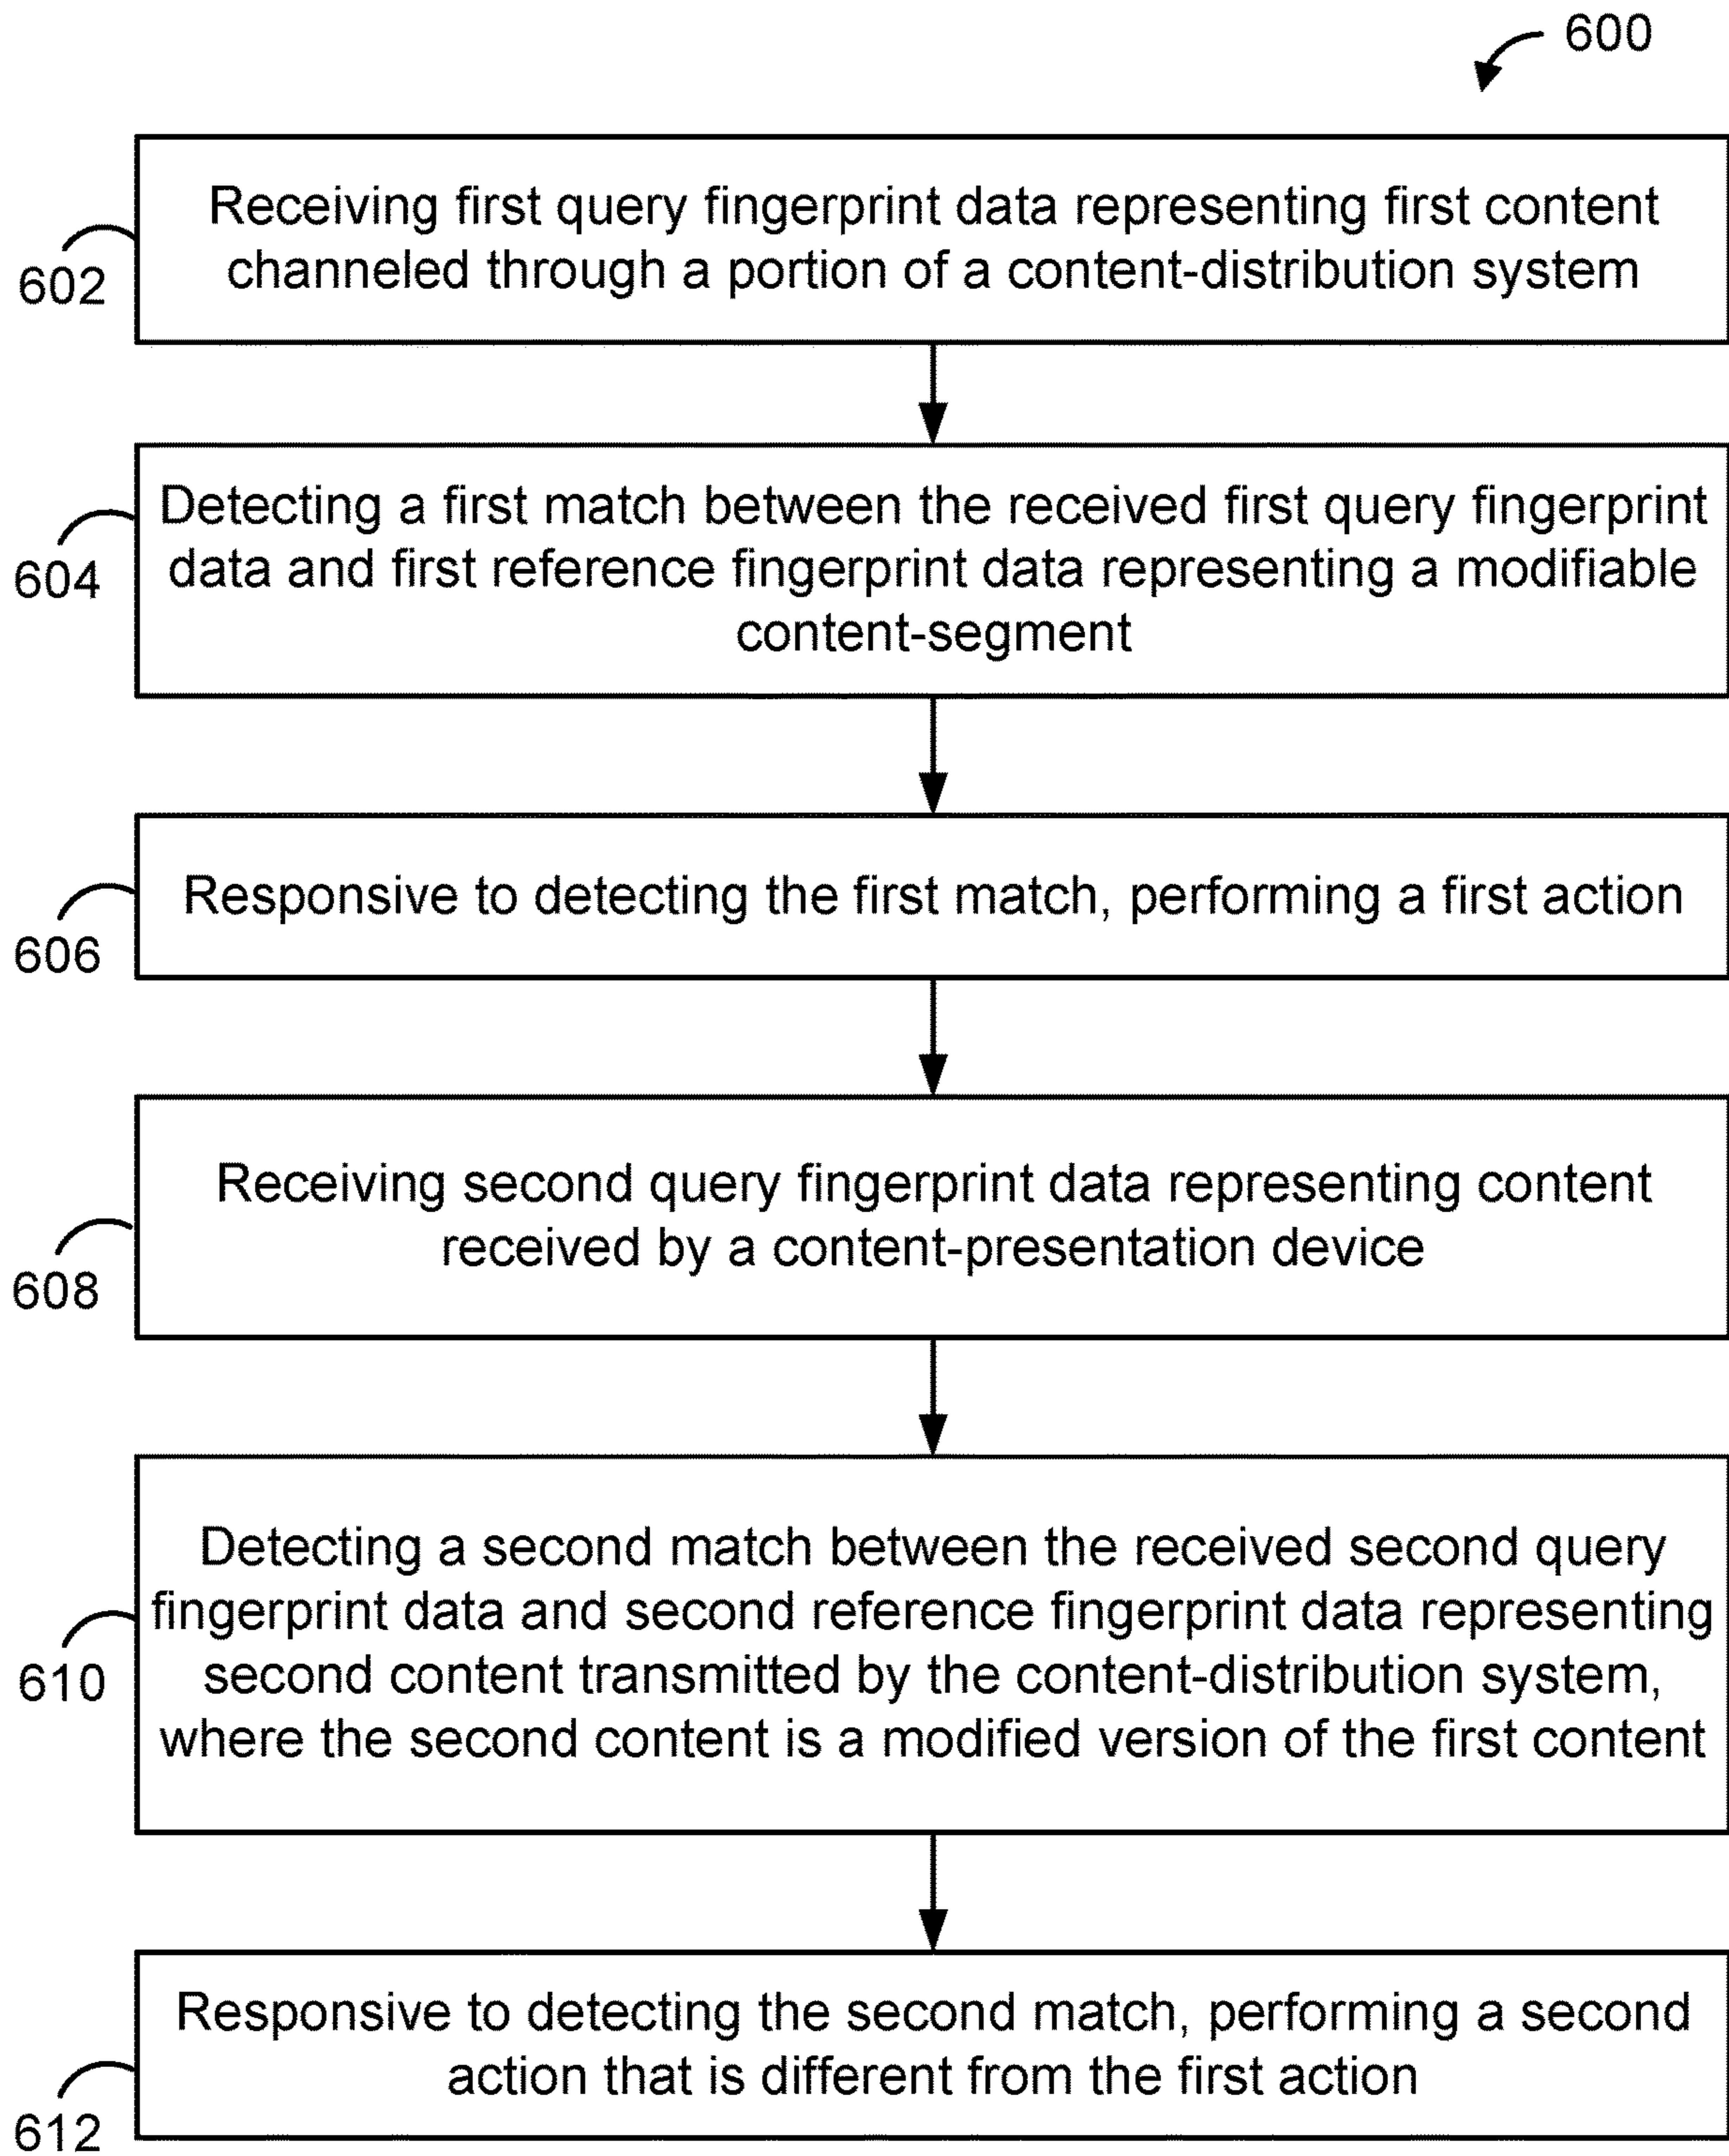 600
Receiving first query fingerprint data representing first content
channeled through a portion of a content-distribution system
602
Detecting a first match between the received first query fingerprint
data and first reference fingerprint data representing a modifiable
content-segment
604
Responsive to detecting the first match, performing a first action
606
Receiving second query fingerprint data representing content
received by a content-presentation device
608
Detecting a second match between the received second query
fingerprint data and second reference fingerprint data representing
second content transmitted by the content-distribution system,
where the second content is a modified version of the first content
610
Responsive to detecting the second match, performing a second
action that is different from the first action
612